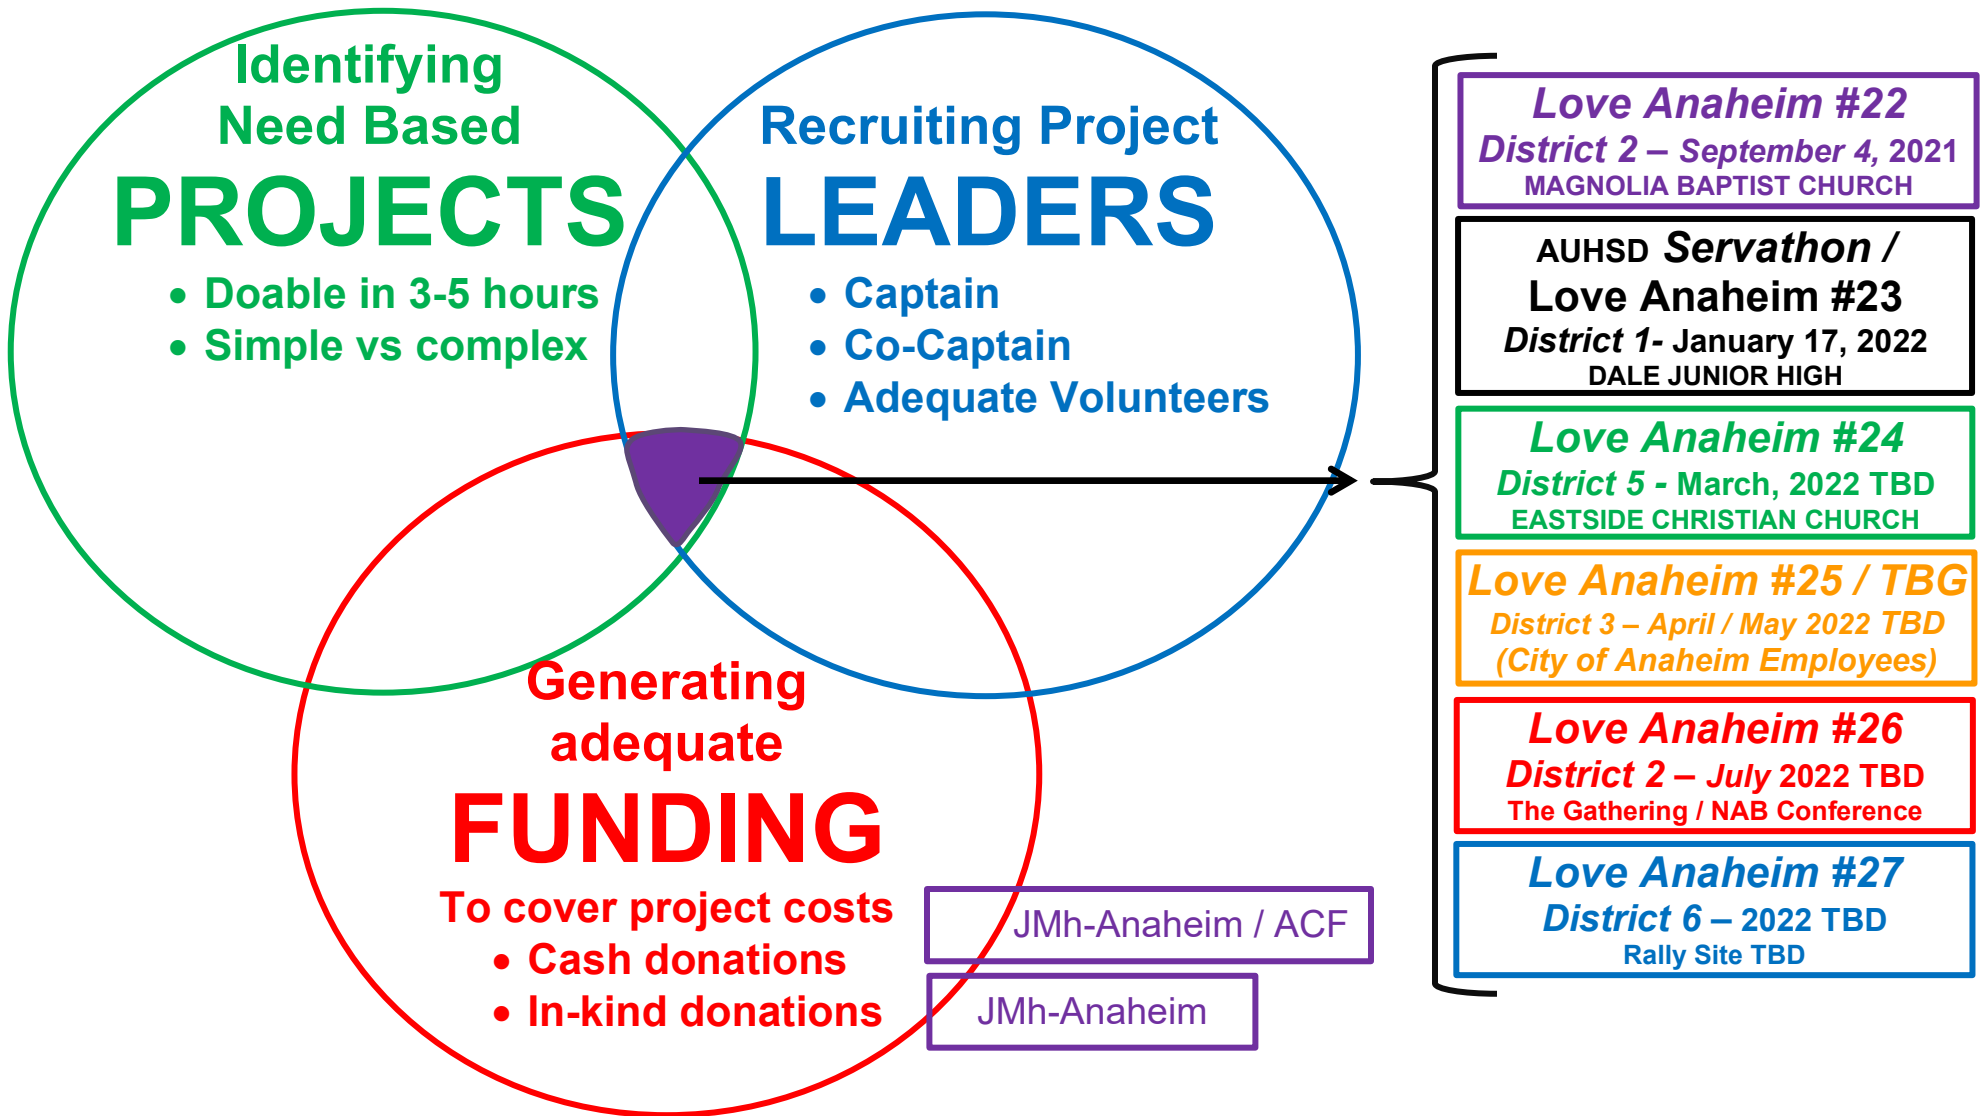 Identifying
Need Based
PROJECTS
• Doable in 3-5 hours
• Simple vs complex
Recruiting Project
LEADERS
• Captain
• Co-Captain
• Adequate Volunteers
Generating
adequate
FUNDING
To cover project costs
• Cash donations
• In-kind donations
JMh-Anaheim / ACF
JMh-Anaheim
Love Anaheim #22
District 2 – September 4, 2021
MAGNOLIA BAPTIST CHURCH
AUHSD Servathon /
Love Anaheim #23
District 1- January 17, 2022
DALE JUNIOR HIGH
Love Anaheim #24
District 5 - March, 2022 TBD
EASTSIDE CHRISTIAN CHURCH
Love Anaheim #25 / TBG
District 3 – April / May 2022 TBD
(City of Anaheim Employees)
Love Anaheim #26
District 2 – July 2022 TBD
The Gathering / NAB Conference
Love Anaheim #27
District 6 – 2022 TBD
Rally Site TBD